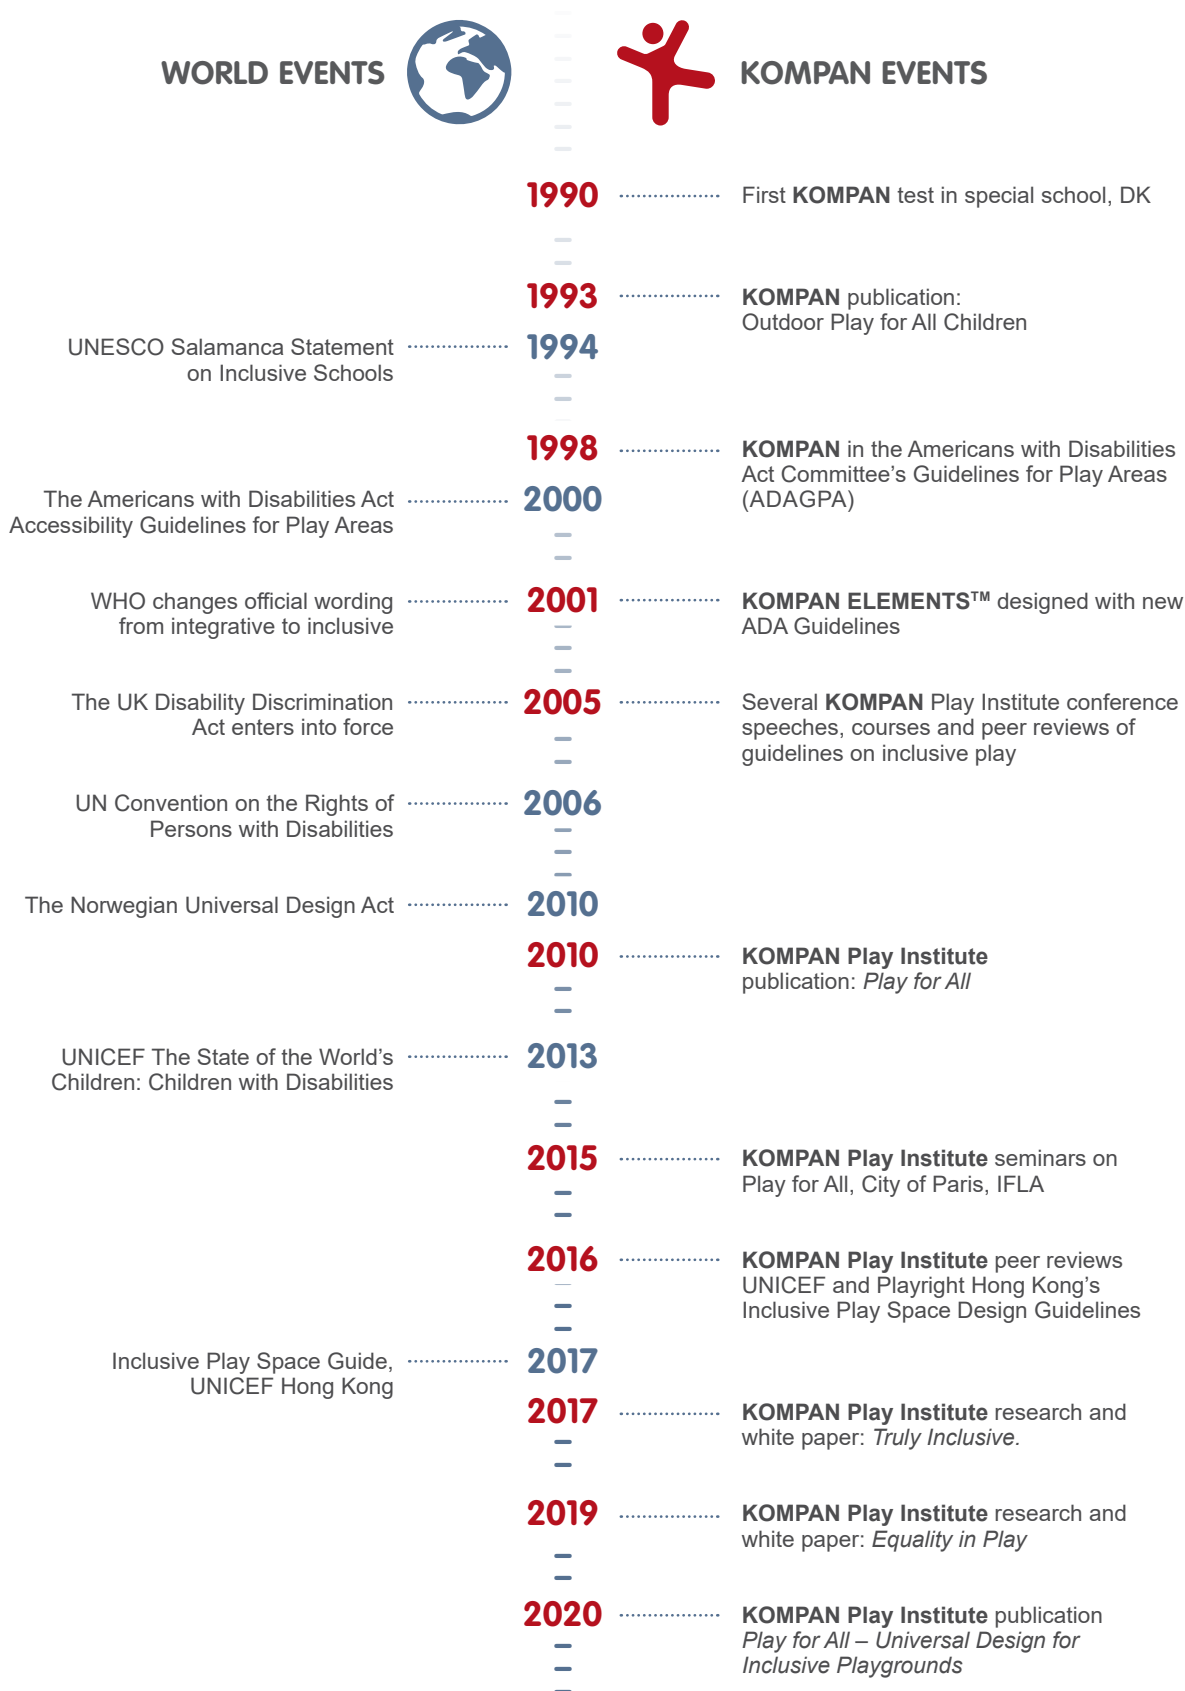 WORLD EVENTS
KOMPAN EVENTS
1990
First KOMPAN test in special school, DK
1993
KOMPAN publication:
Outdoor Play for All Children
UNESCO Salamanca Statement
on Inclusive Schools
1994
1998
KOMPAN in the Americans with Disabilities
Act Committee’s Guidelines for Play Areas
(ADAGPA)
The Americans with Disabilities Act
Accessibility Guidelines for Play Areas
2000
WHO changes official wording
from integrative to inclusive
2001
KOMPAN ELEMENTS™ designed with new
ADA Guidelines
The UK Disability Discrimination
Act enters into force
2005
Several KOMPAN Play Institute conference
speeches, courses and peer reviews of
guidelines on inclusive play
UN Convention on the Rights of
Persons with Disabilities
2006
The Norwegian Universal Design Act
2010
2010
KOMPAN Play Institute
publication: Play for All
UNICEF The State of the World’s
Children: Children with Disabilities
2013
2015
KOMPAN Play Institute seminars on
Play for All, City of Paris, IFLA
2016
KOMPAN Play Institute peer reviews
UNICEF and Playright Hong Kong’s
Inclusive Play Space Design Guidelines
Inclusive Play Space Guide,
UNICEF Hong Kong
2017
2017
KOMPAN Play Institute research and
white paper: Truly Inclusive.
2019
KOMPAN Play Institute research and
white paper: Equality in Play
2020
KOMPAN Play Institute publication
Play for All – Universal Design for
Inclusive Playgrounds